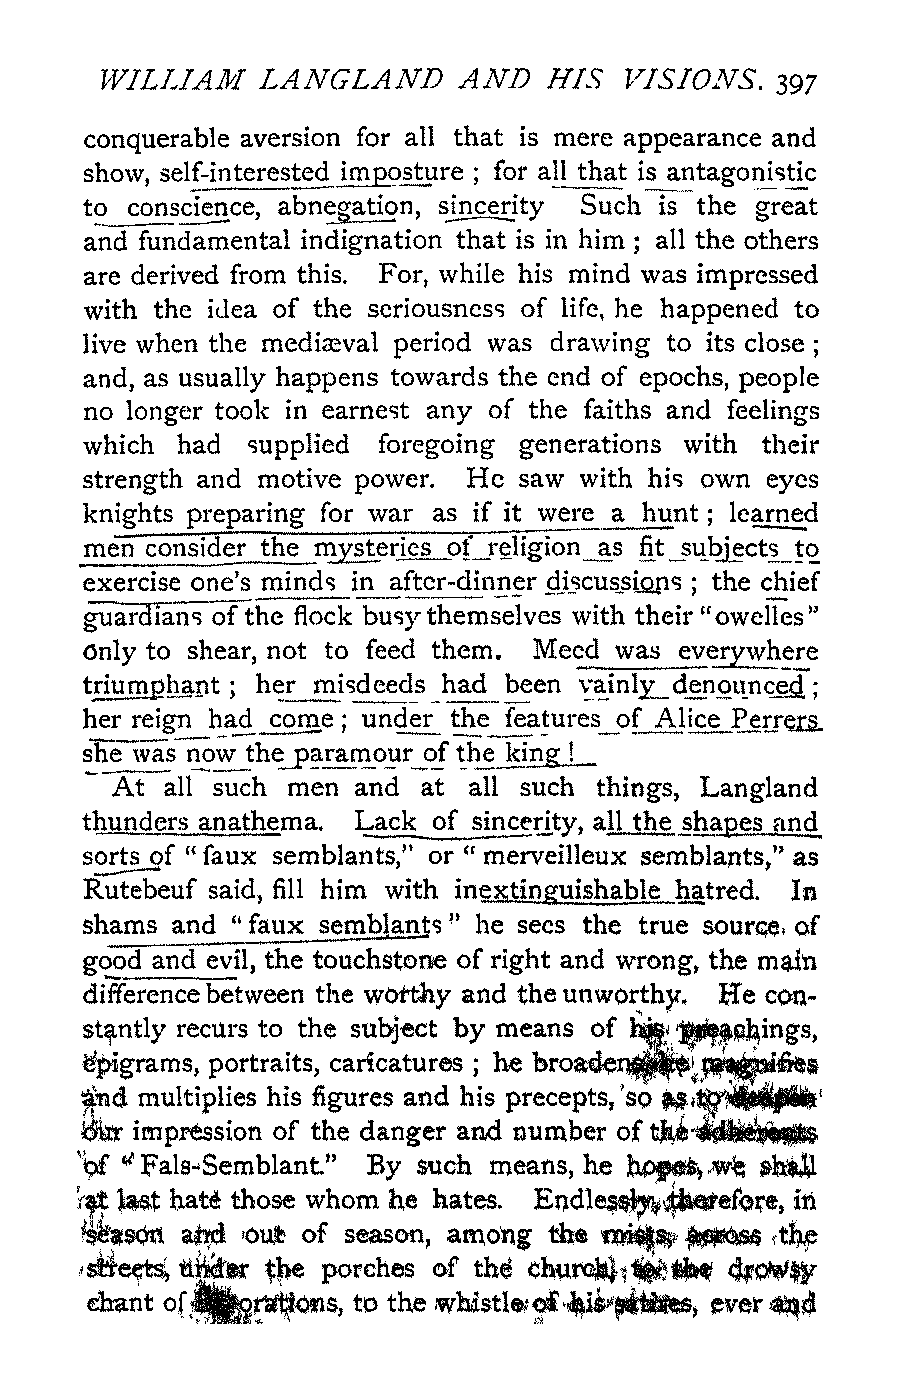 WILLIAM LANGLAND AND HIS VISIONS. 397
conquerable aversion for all that is mere appearance and
show, self-interested imposture ; for all that is antagonistic
to conscience, abnegation, sincerity Such is the great
and fundamental indignation that is in him ; all the others
are derived from this. For, while his mind was impressed
with the idea of the seriousness of life, he happened to
live when the mediæval period was drawing to its close ;
and, as usually happens towards the end of epochs, people
no longer took in earnest any of the faiths and feelings
which had supplied foregoing generations with their
strength and motive power. He saw with his own eyes
knights preparing for war as if it were a hunt ; learned
men consider the mysteries of religion as fit subjects to
exercise one's minds in after-dinner discussions ; the chief
guardians of the flock busy themselves with their "owelles"
only to shear, not to feed them. Meed was everywhere
triumphant ; her misdeeds had been vainly denounced ;
her reign had come ; under the features of Alice Perrers
she was now the paramour of the king !
At all such men and at all such things, Langland
thunders anathema. Lack of sincerity, all the shapes and
sorts of "faux semblants," or "merveilleux semblants," as
Rutebeuf said, fill him with inextinguishable hatred. In
shams and "faux semblants" he sees the true source of
good and evil, the touchstone of right and wrong, the main
difference between the worthy and the unworthy. He con-
stantly recurs to the subject by means of his preachings,
epigrams, portraits, caricatures ; he broadens, magnifies
and multiplies his figures and his precepts, so as to deepen
our impression of the danger and number of the adherents
of "Fals-Semblant." By such means, he hopes, we shall
at last hate those whom he hates. Endlessly, therefore, in
season and out of season, among the mists, across the
streets, under the porches of the church, to the drowsy
chant of orations, to the whistle of his satires, ever and